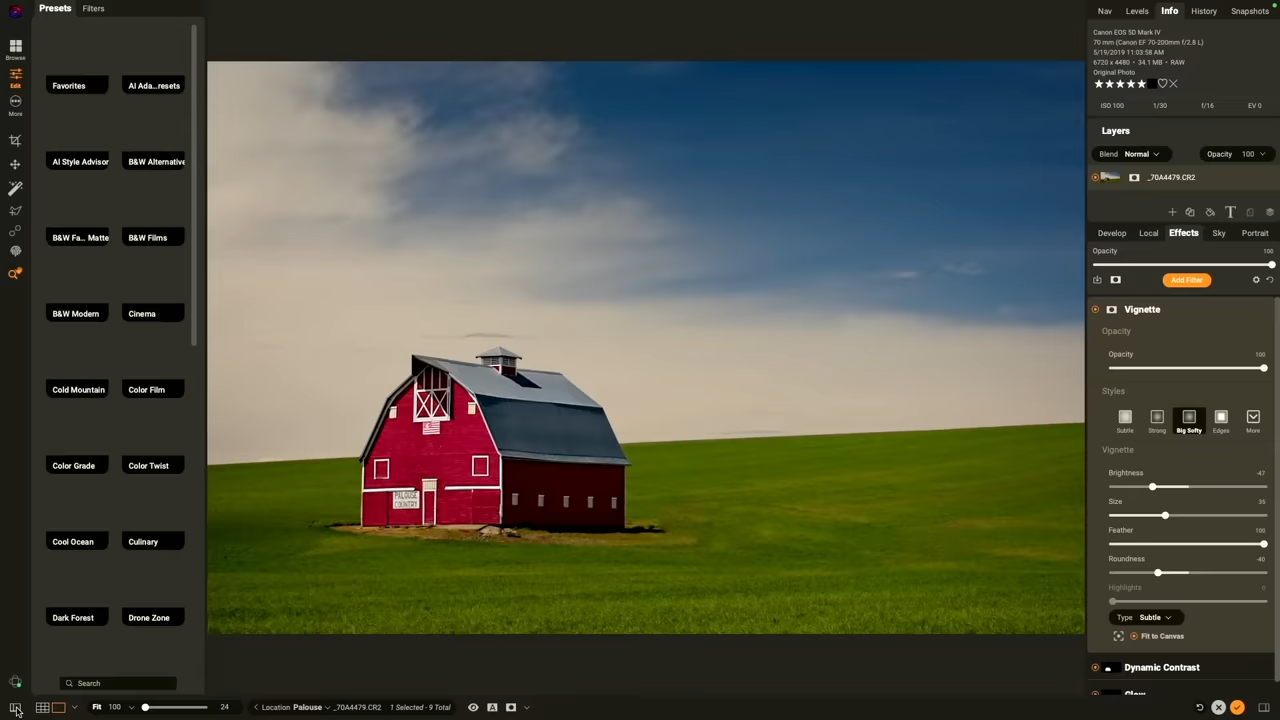 Presets Filters
Browse
Edit
More
Favorites AI Ada...resets
AI Style Advisor B&W Alternative
B&W Fa... Matte B&W Films
B&W Modern Cinema
Cold Mountain Color Film
Color Grade Color Twist
Cool Ocean Culinary
Dark Forest Drone Zone
Search
PALOUSE
COUNTRY
Fit 100 24 Location Palouse _70A4479.CR2 1 Selected - 9 Total
Nav Levels Info History Snapshots
Canon EOS 5D Mark IV
70 mm (Canon EF 70-200mm f/2.8 L)
5/19/2019 11:03:58 AM
6720 x 4480 • 34.1 MB • RAW
Original Photo
ISO 100 1/30 f/16 EV 0
Layers
Blend Normal Opacity 100
_70A4479.CR2
Develop Local Effects Sky Portrait
Opacity 100
Add Filter
Vignette
Opacity
Opacity 100
Styles
Subtle Strong Big Softy Edges More
Vignette
Brightness -47
Size 35
Feather 100
Roundness -40
Highlights 0
Type Subtle
Fit to Canvas
Dynamic Contrast
Glow